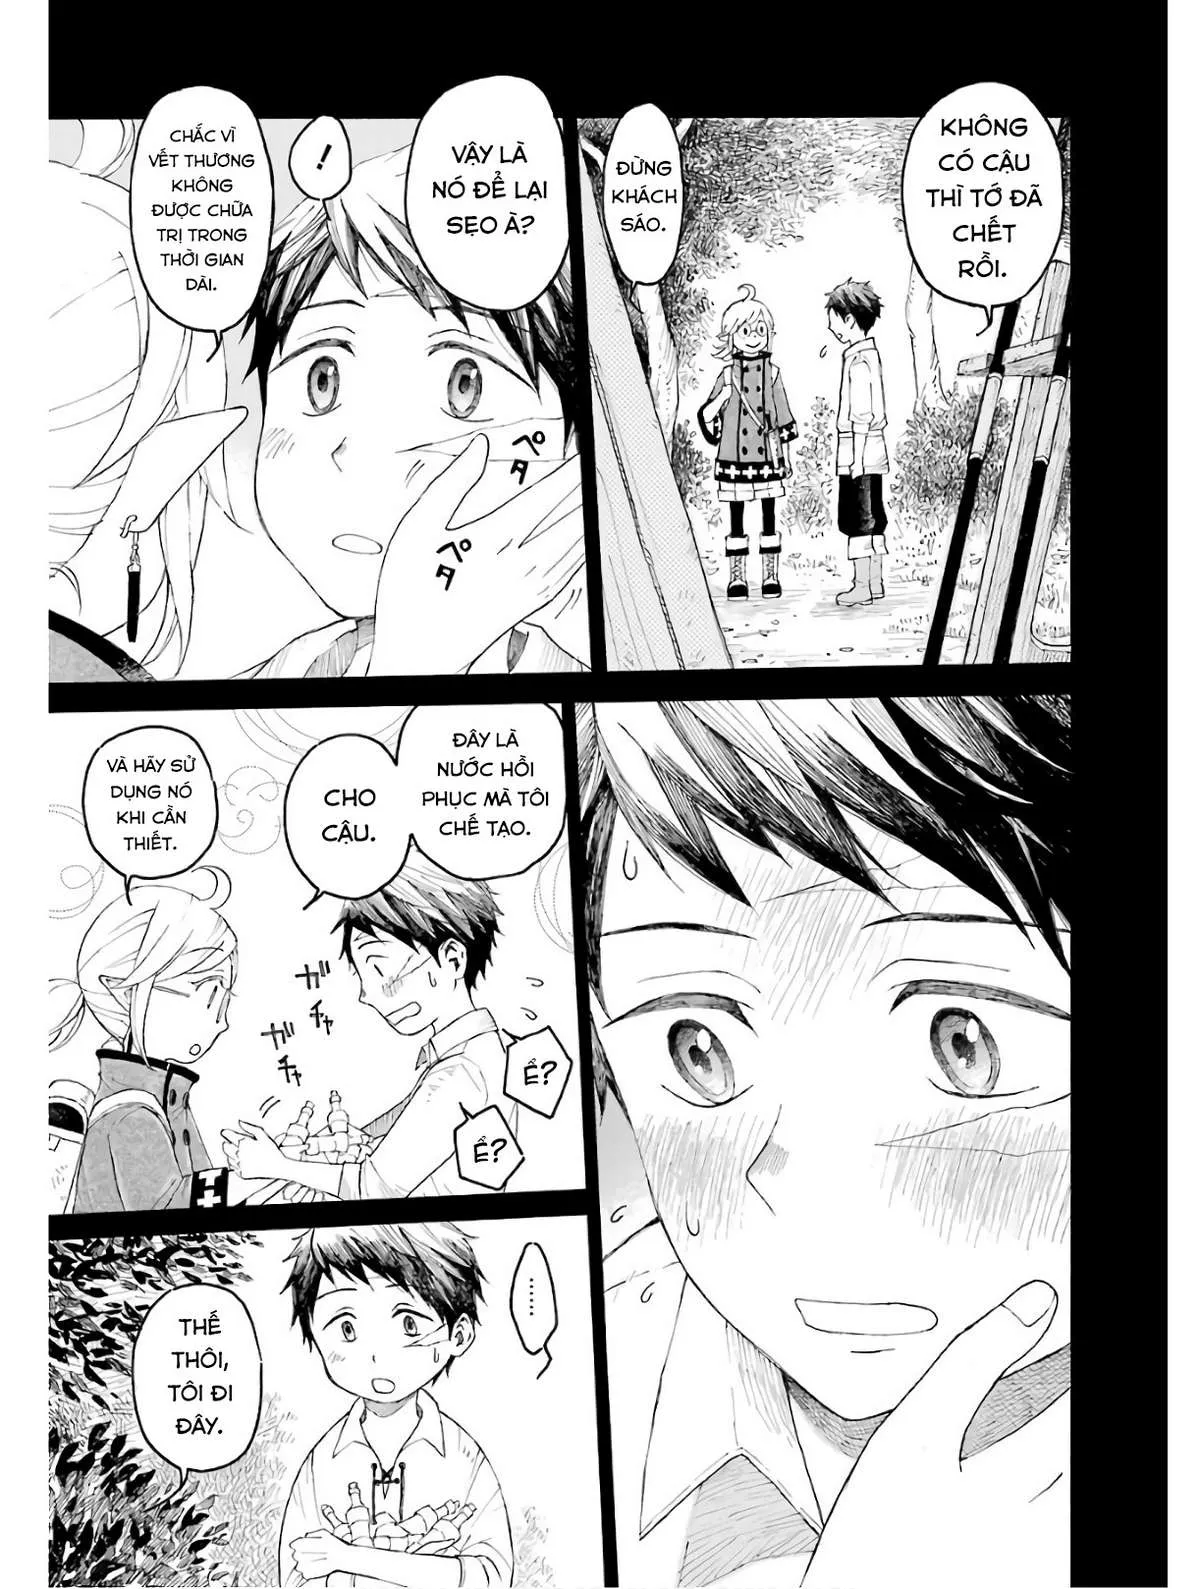 KHÔNG
CÓ CẬU
THÌ TỚ ĐÃ
CHẾT
RỒI.
ĐỪNG
KHÁCH
SÁO.
VẬY LÀ
NÓ ĐỂ LẠI
SẸO À?
!
CHẮC VÌ
VẾT THƯƠNG
KHÔNG
ĐƯỢC CHỮA
TRỊ TRONG
THỜI GIAN
DÀI.
ペタ
ペタ
ĐÂY LÀ
NƯỚC HỒI
PHỤC MÀ TÔI
CHẾ TẠO.
CHO
CẬU.
VÀ HÃY SỬ
DỤNG NÓ
KHI CẦN
THIẾT.
ガチャ
ガチャ
Ể?
Ể?
........
THẾ
THÔI,
TÔI ĐI
ĐÂY.